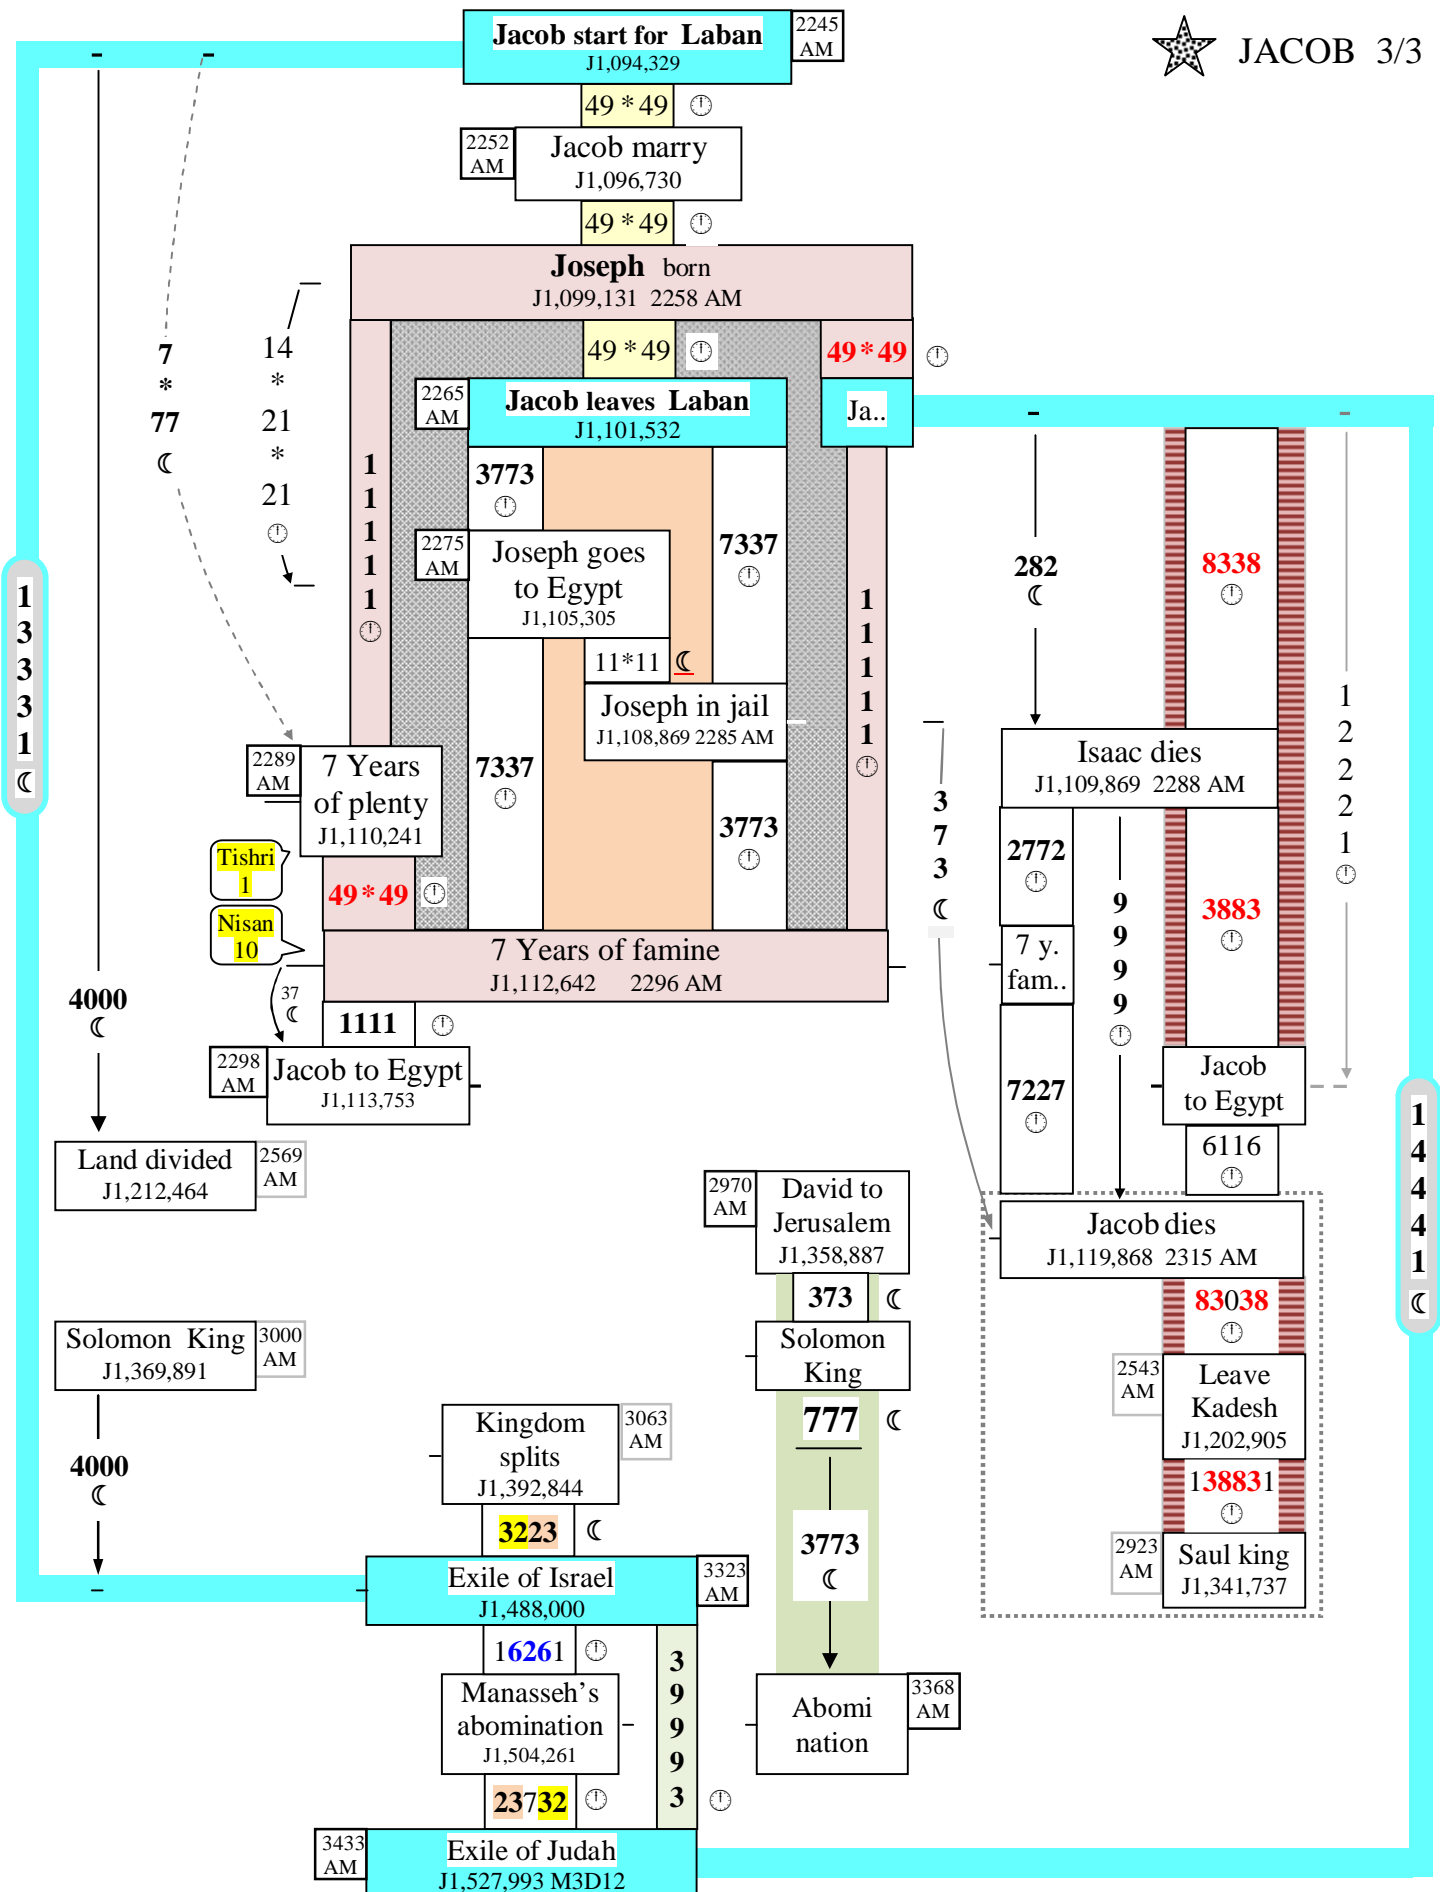 JACOB 3/3
Jacob start for Laban
J1,094,329
2245
AM
49 * 49
2252
AM
Jacob marry
J1,096,730
49 * 49
Joseph born
J1,099,131 2258 AM
7
*
77
14
*
21
*
21
1
1
1
1
1
49 * 49
49 * 49
2265
AM
Jacob leaves Laban
J1,101,532
Ja..
3773
7337
2275
AM
Joseph goes
to Egypt
J1,105,305
11*11
Joseph in jail
J1,108,869 2285 AM
7337
3773
1
1
1
1
1
282
8338
1
2
2
2
1
1
3
3
3
1
2289
AM
7 Years
of plenty
J1,110,241
Tishri
1
49 * 49
Nisan
10
7 Years of famine
J1,112,642 2296 AM
3
7
3
Isaac dies
J1,109,869 2288 AM
2772
9
9
9
9
3883
7 y.
fam..
7227
4000
37
1111
2298
AM
Jacob to Egypt
J1,113,753
Jacob
to Egypt
6116
1
4
4
4
1
Land divided
J1,212,464
2569
AM
2970
AM
David to
Jerusalem
J1,358,887
373
Solomon
King
777
3773
Jacob dies
J1,119,868 2315 AM
83038
2543
AM
Leave
Kadesh
J1,202,905
138831
2923
AM
Saul king
J1,341,737
Solomon King
J1,369,891
3000
AM
4000
Kingdom
splits
J1,392,844
3063
AM
3223
Exile of Israel
J1,488,000
3323
AM
16261
3
9
9
9
3
Manasseh’s
abomination
J1,504,261
Abomi
nation
3368
AM
23732
3433
AM
Exile of Judah
J1,527,993 M3D12